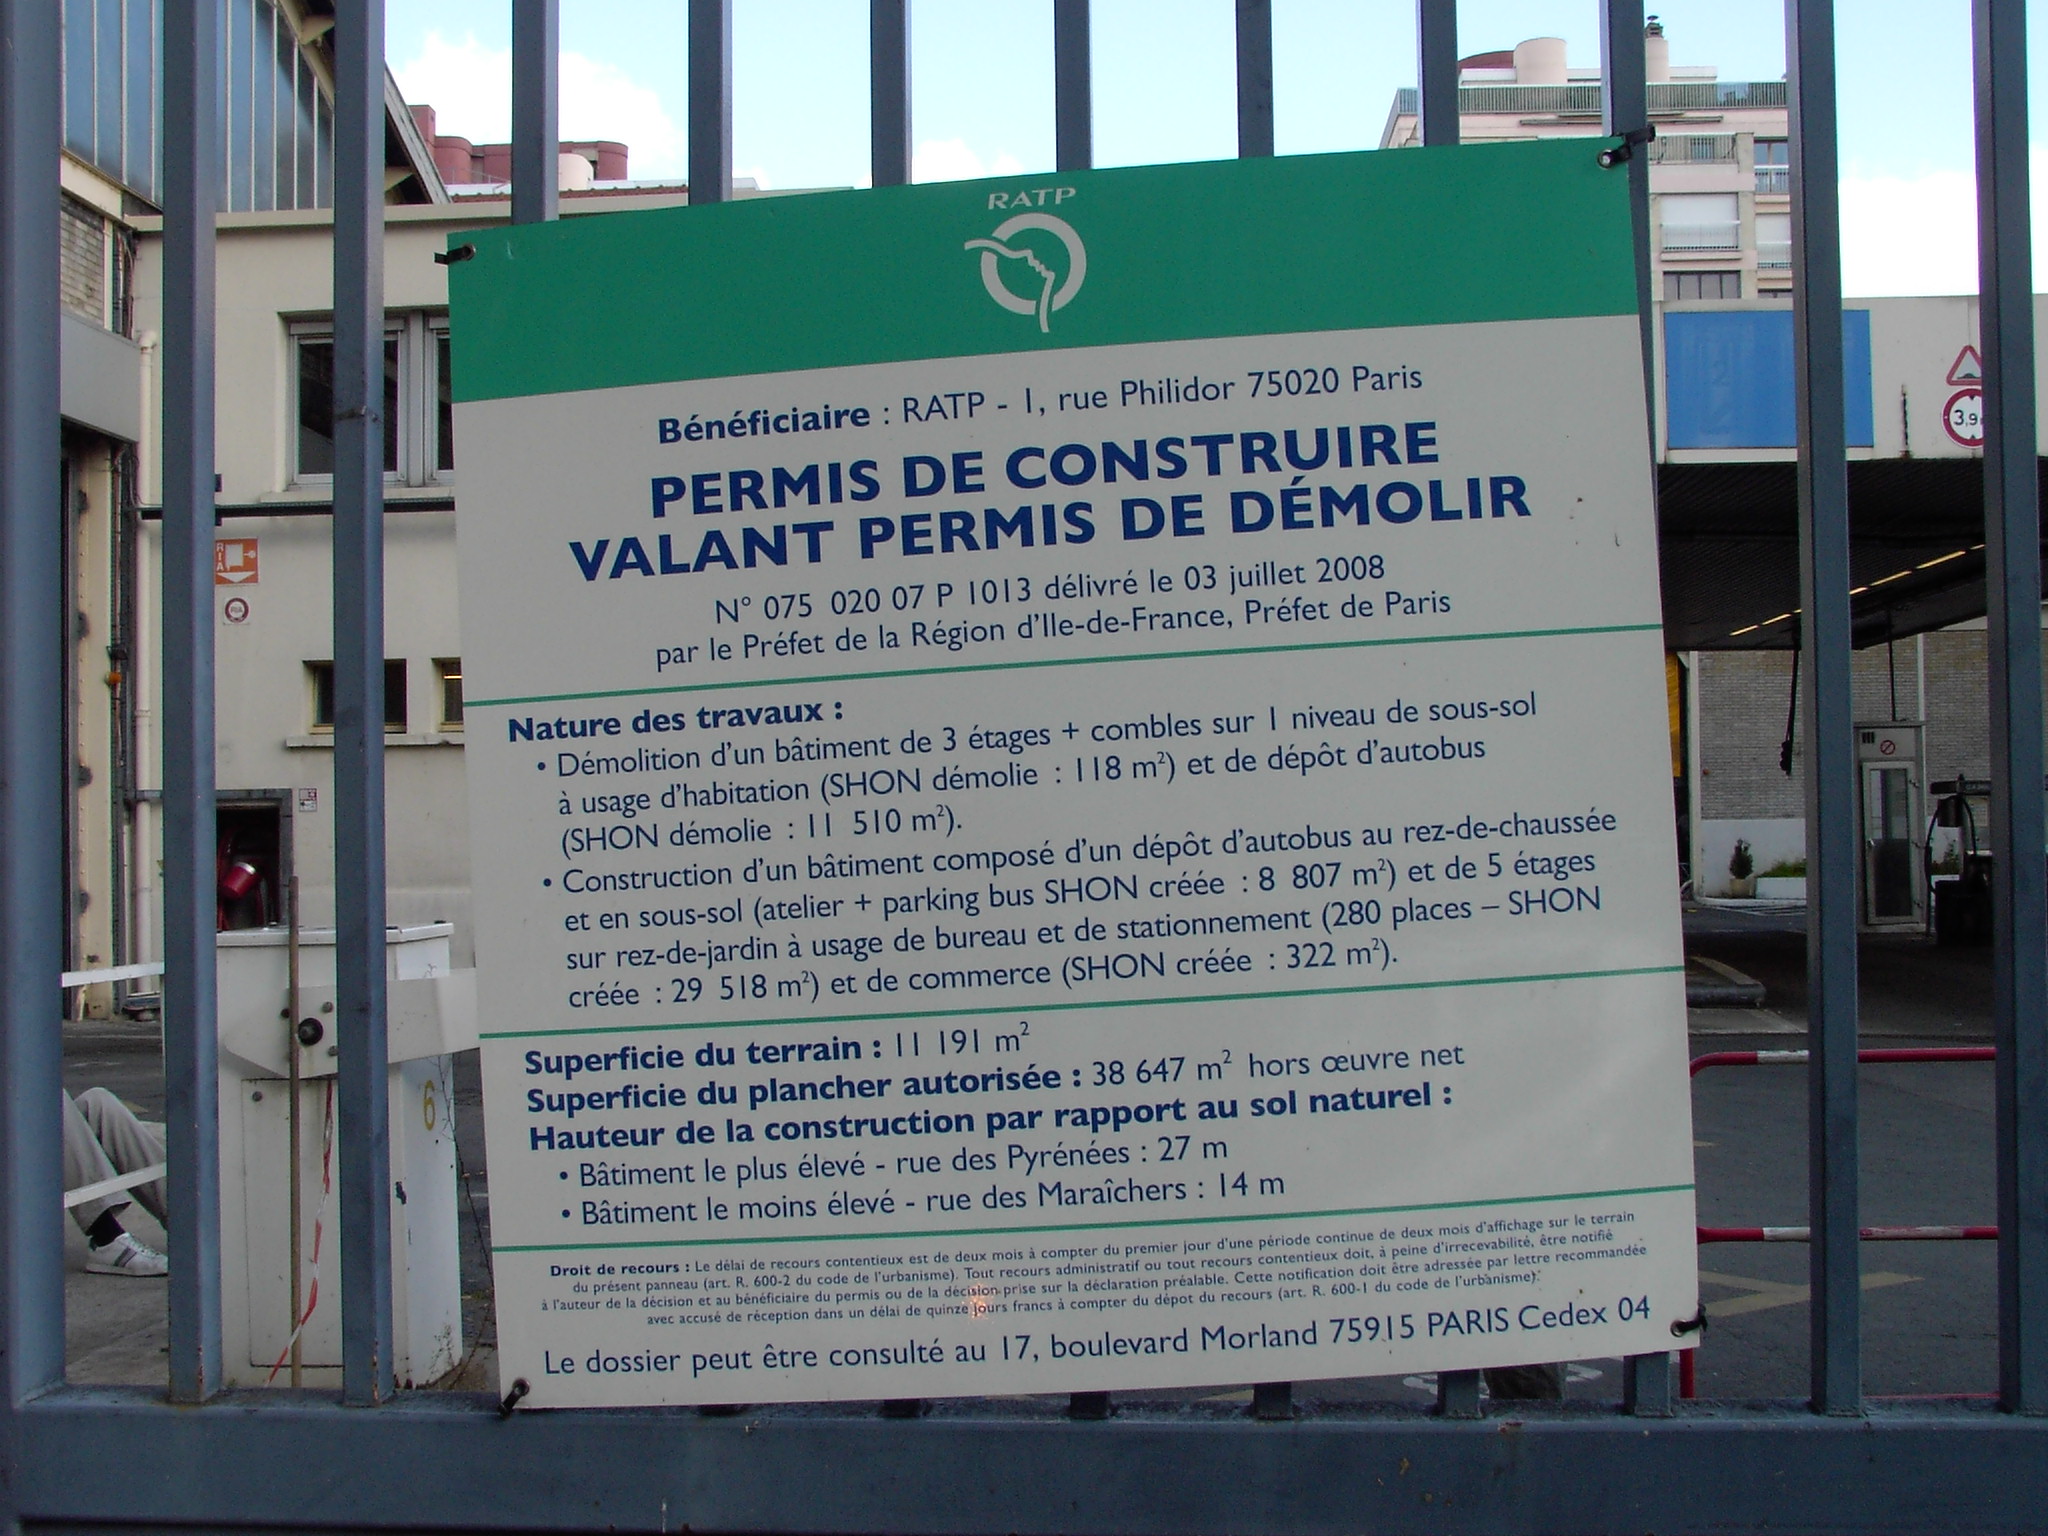 RATP
Bénéficiaire : RATP - 1, rue Philidor 75020 Paris
PERMIS DE CONSTRUIRE
VALANT PERMIS DE DÉMOLIR
N° 075 020 07 P 1013 délivré le 03 juillet 2008
par le Préfet de la Région d'Ile-de-France, Préfet de Paris
Nature des travaux :
• Démolition d'un bâtiment de 3 étages + combles sur 1 niveau de sous-sol
à usage d'habitation (SHON démolie : 118 m²) et de dépôt d'autobus
(SHON démolie : 11 510 m²).
• Construction d'un bâtiment composé d'un dépôt d'autobus au rez-de-chaussée
et en sous-sol (atelier + parking bus SHON créée : 8 807 m²) et de 5 étages
sur rez-de-jardin à usage de bureau et de stationnement (280 places – SHON
créée : 29 518 m²) et de commerce (SHON créée : 322 m²).
Superficie du terrain : 11 191 m²
Superficie du plancher autorisée : 38 647 m² hors œuvre net
Hauteur de la construction par rapport au sol naturel :
• Bâtiment le plus élevé - rue des Pyrénées : 27 m
• Bâtiment le moins élevé - rue des Maraîchers : 14 m
Droit de recours : Le délai de recours contentieux est de deux mois à compter du premier jour d'une période continue de deux mois d'affichage sur le terrain
du présent panneau (art. R. 600-2 du code de l'urbanisme). Tout recours administratif ou tout recours contentieux doit, à peine d'irrecevabilité, être notifié
à l'auteur de la décision et au bénéficiaire du permis ou de la décision prise sur la déclaration préalable. Cette notification doit être adressée par lettre recommandée
avec accusé de réception dans un délai de quinze jours francs à compter du dépot du recours (art. R. 600-1 du code de l'urbanisme).
Le dossier peut être consulté au 17, boulevard Morland 75915 PARIS Cedex 04
RIA
RIA
6
3,9